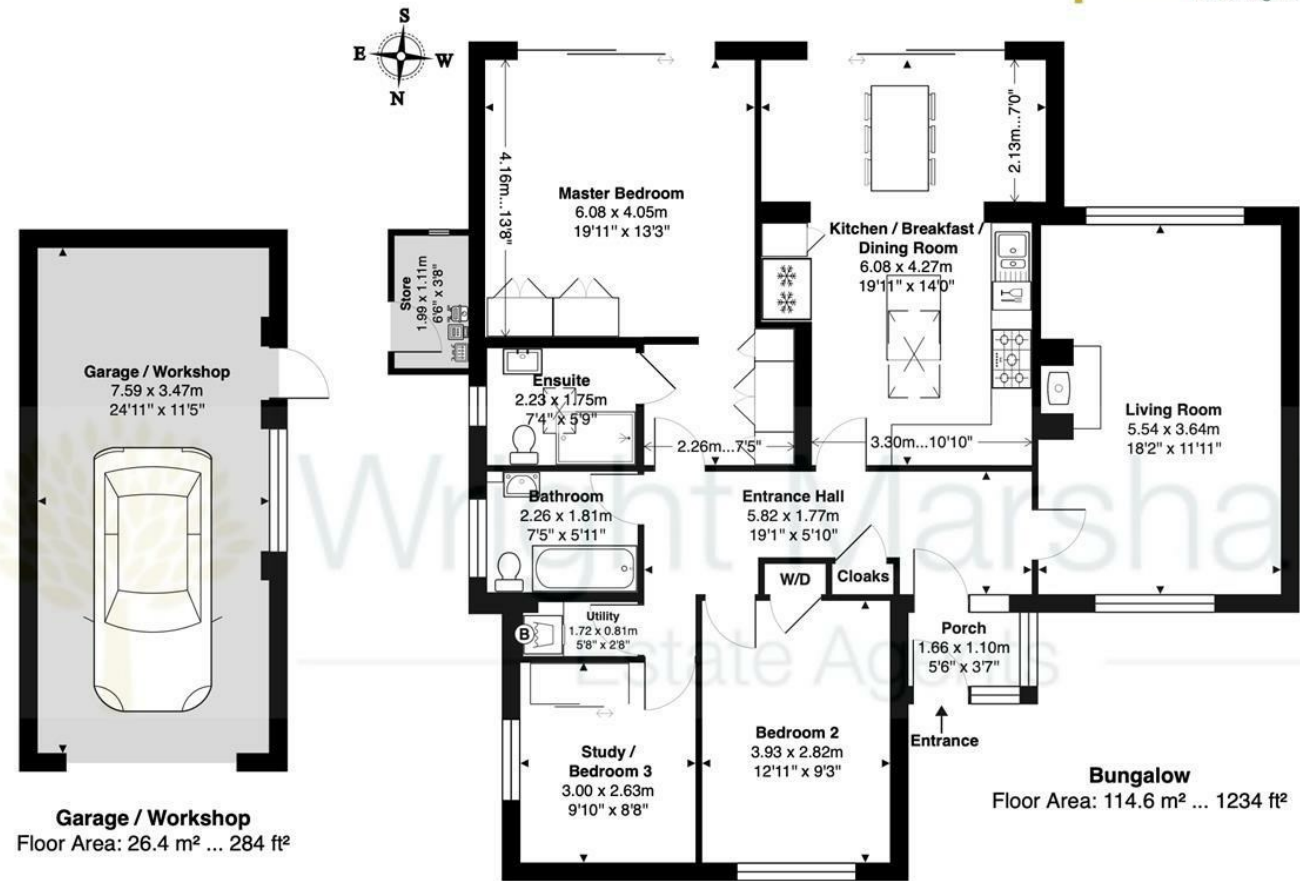 S
E W
N
Master Bedroom
6.08 x 4.05m
19'11" x 13'3"
4.16m...13'8"
Kitchen / Breakfast /
Dining Room
6.08 x 4.27m
19'11" x 14'0"
2.13m...7'0"
Store
1.99 x 1.11m
6'6" x 3'8"
Garage / Workshop
7.59 x 3.47m
24'11" x 11'5"
Ensuite
2.23 x 1.75m
7'4" x 5'9"
2.26m...7'5"
3.30m...10'10"
Living Room
5.54 x 3.64m
18'2" x 11'11"
Bathroom
2.26 x 1.81m
7'5" x 5'11"
Entrance Hall
5.82 x 1.77m
19'1" x 5'10"
W/D
Cloaks
Utility
1.72 x 0.81m
5'8" x 2'8"
B
Porch
1.66 x 1.10m
5'6" x 3'7"
Entrance
Study /
Bedroom 3
3.00 x 2.63m
9'10" x 8'8"
Bedroom 2
3.93 x 2.82m
12'11" x 9'3"
Bungalow
Floor Area: 114.6 m² ... 1234 ft²
Garage / Workshop
Floor Area: 26.4 m² ... 284 ft²
Wright Marsha
Estate Agents